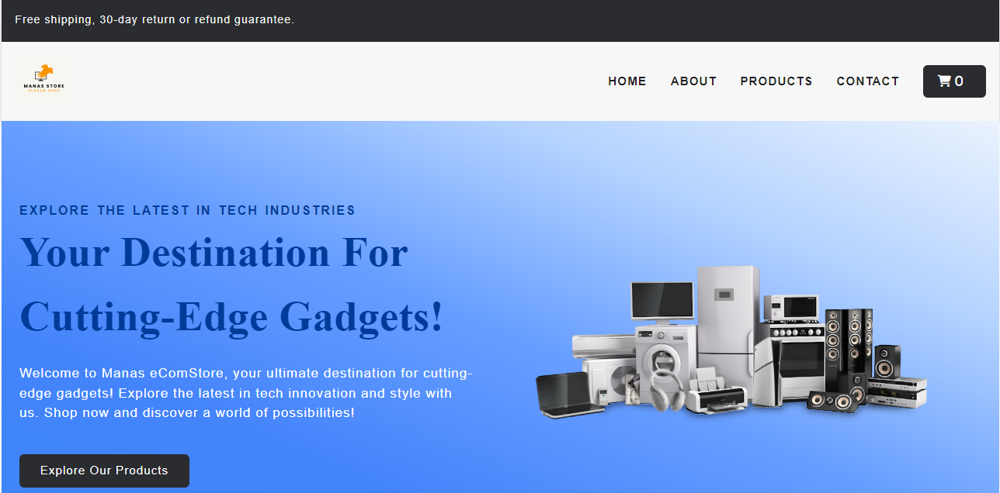 Free shipping, 30-day return or refund guarantee.
MANAS STORE
SLOGAN HERE
HOME ABOUT PRODUCTS CONTACT 0
EXPLORE THE LATEST IN TECH INDUSTRIES
Your Destination For
Cutting-Edge Gadgets!
Welcome to Manas eComStore, your ultimate destination for cutting-
edge gadgets! Explore the latest in tech innovation and style with
us. Shop now and discover a world of possibilities!
Explore Our Products